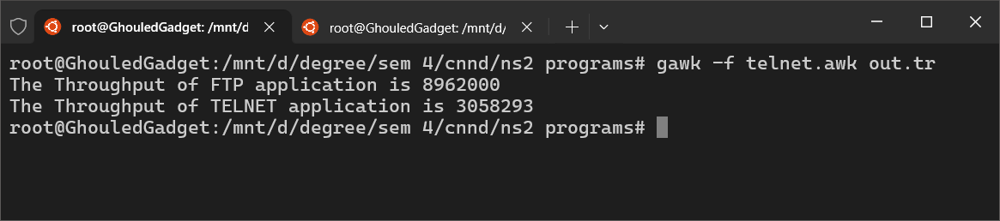 root@GhouledGadget: /mnt/d root@GhouledGadget: /mnt/d/
root@GhouledGadget:/mnt/d/degree/sem 4/cnnd/ns2 programs# gawk -f telnet.awk out.tr
The Throughput of FTP application is 8962000
The Throughput of TELNET application is 3058293
root@GhouledGadget:/mnt/d/degree/sem 4/cnnd/ns2 programs#